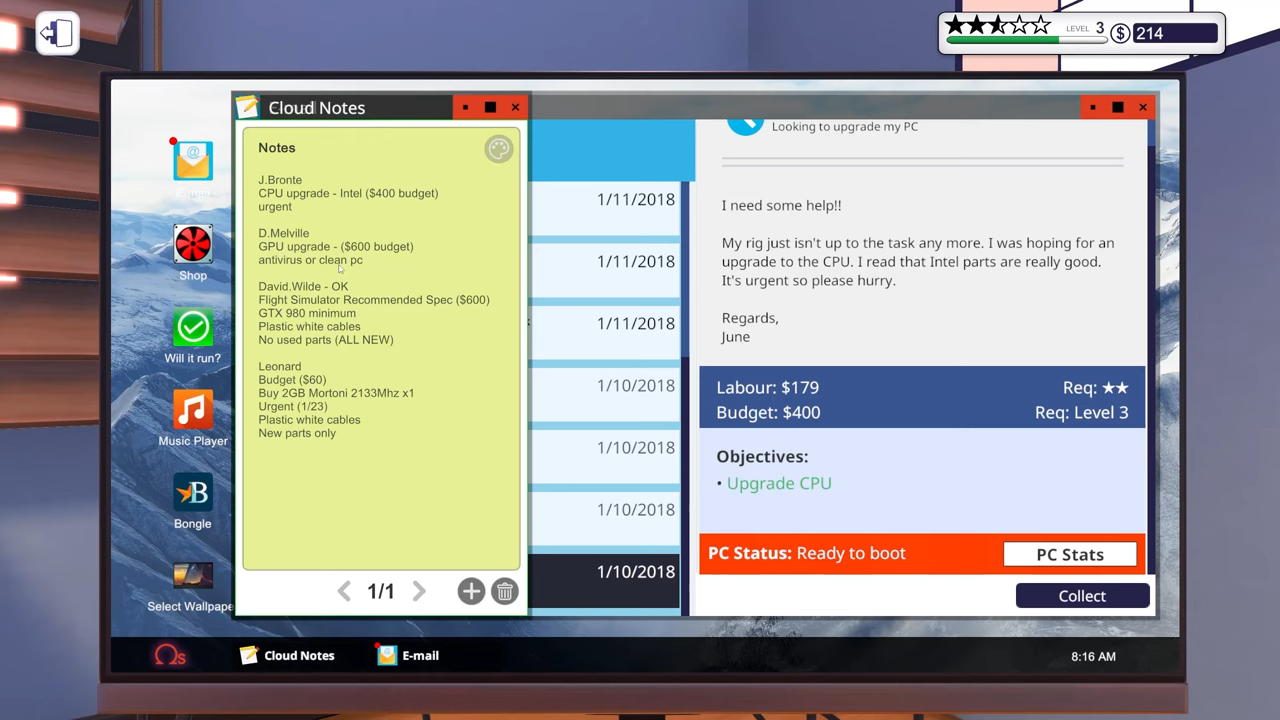 LEVEL 3
$ 214
Cloud Notes
Notes
J.Bronte
CPU upgrade - Intel ($400 budget)
urgent
D.Melville
GPU upgrade - ($600 budget)
antivirus or clean pc
David.Wilde - OK
Flight Simulator Recommended Spec ($600)
GTX 980 minimum
Plastic white cables
No used parts (ALL NEW)
Leonard
Budget ($60)
Buy 2GB Mortoni 2133Mhz x1
Urgent (1/23)
Plastic white cables
New parts only
1/1
E-mail
Shop
Will it run?
Music Player
Bongle
Select Wallpape
1/11/2018
1/11/2018
1/11/2018
1/10/2018
1/10/2018
1/10/2018
1/10/2018
Looking to upgrade my PC
I need some help!!
My rig just isn't up to the task any more. I was hoping for an
upgrade to the CPU. I read that Intel parts are really good.
It's urgent so please hurry.
Regards,
June
Labour: $179
Req: ★★
Budget: $400
Req: Level 3
Objectives:
• Upgrade CPU
PC Status: Ready to boot
PC Stats
Collect
Ωs
Cloud Notes
E-mail
8:16 AM